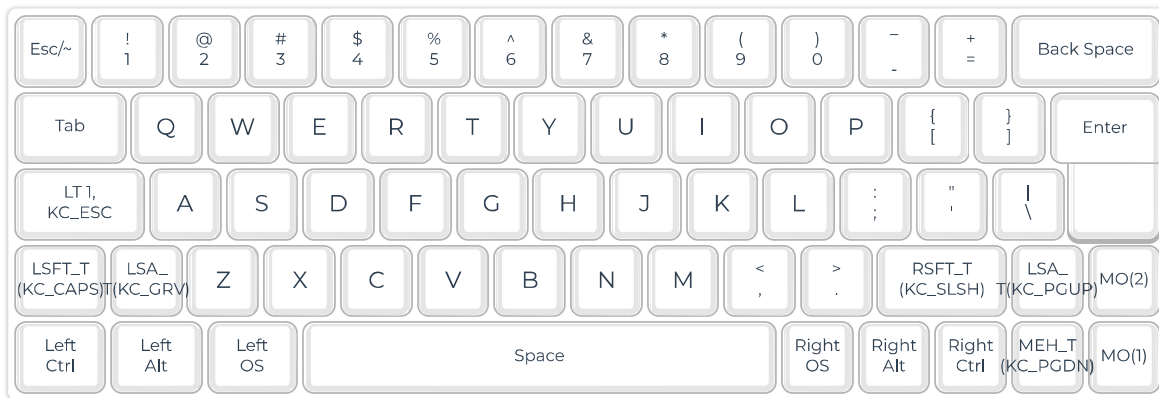 Esc/~
!
1
@
2
#
3
$
4
%
5
^
6
&
7
*
8
(
9
)
0
_
-
+
=
Back Space
Tab
Q
W
E
R
T
Y
U
I
O
P
{
[
}
]
Enter
LT 1,
KC_ESC
A
S
D
F
G
H
J
K
L
:
;
"
'
|
\
LSFT_T
(KC_CAPS)
LSA_
T(KC_GRV)
Z
X
C
V
B
N
M
<
,
>
.
RSFT_T
(KC_SLSH)
LSA_
T(KC_PGUP)
MO(2)
Left
Ctrl
Left
Alt
Left
OS
Space
Right
OS
Right
Alt
Right
Ctrl
MEH_T
(KC_PGDN)
MO(1)